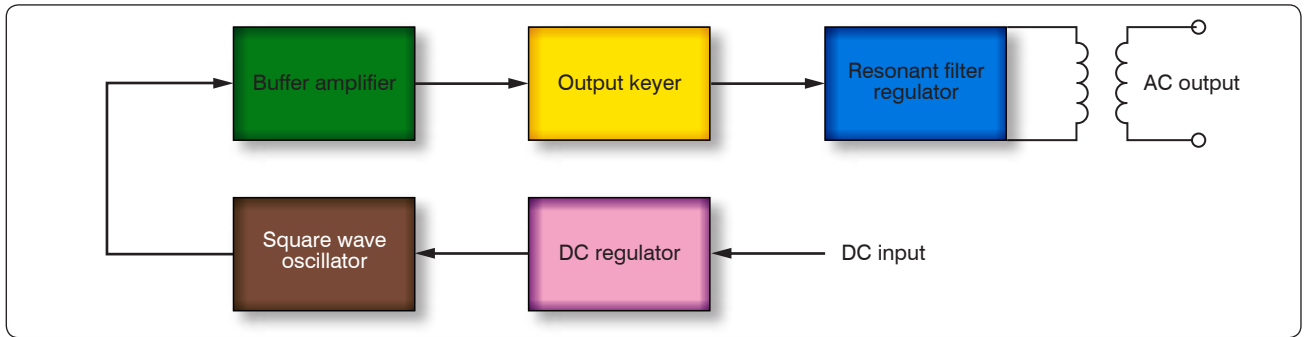 Buffer amplifier
Output keyer
Resonant filter
regulator
AC output
Square wave
oscillator
DC regulator
DC input